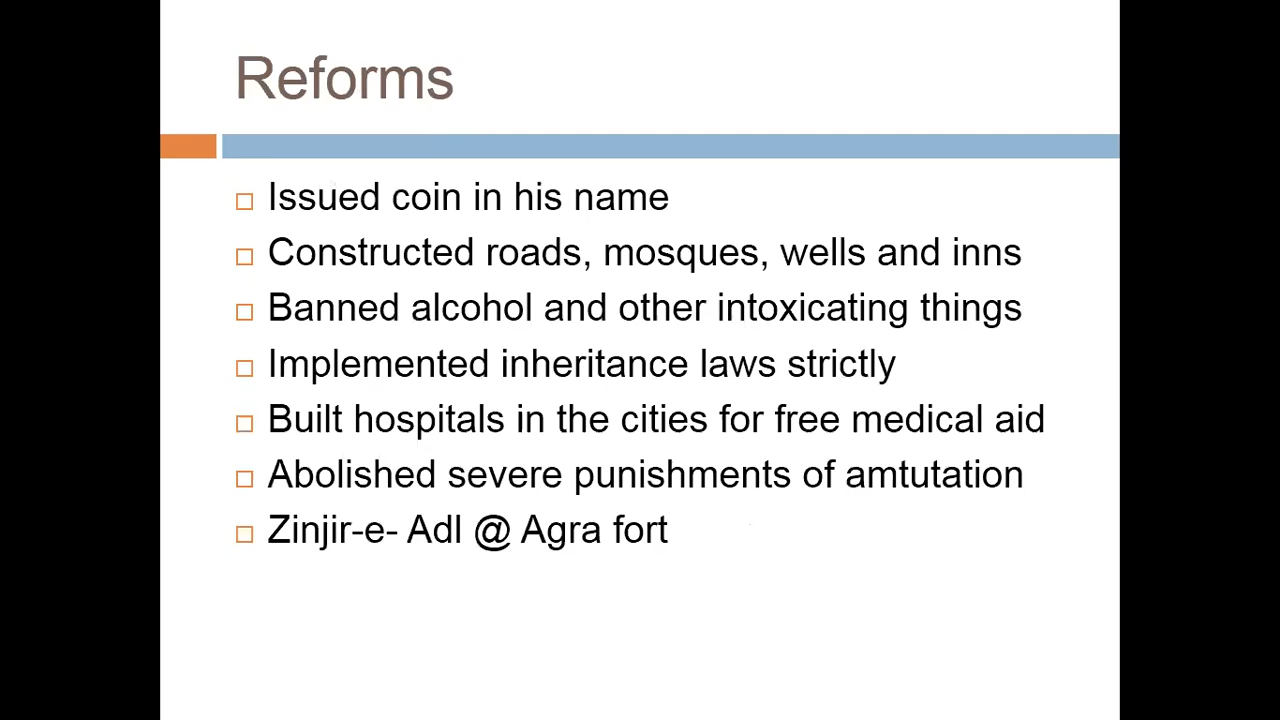 Reforms
Issued coin in his name
Constructed roads, mosques, wells and inns
Banned alcohol and other intoxicating things
Implemented inheritance laws strictly
Built hospitals in the cities for free medical aid
Abolished severe punishments of amtutation
Zinjir-e- Adl @ Agra fort